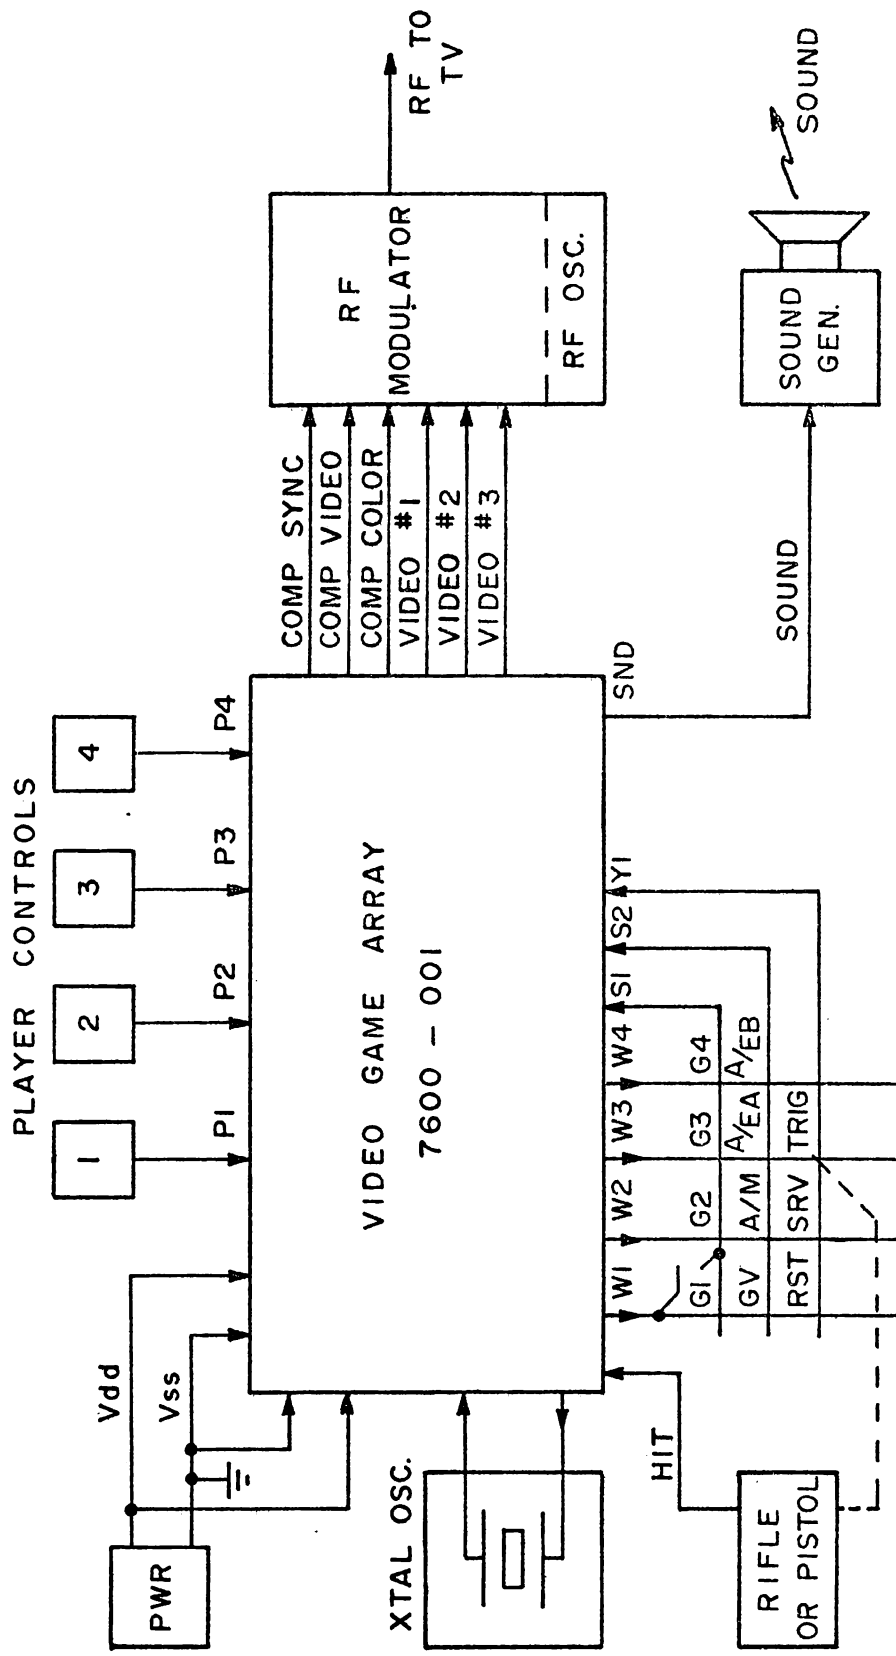 PLAYER CONTROLS
1
2
3
4
P1
P2
P3
P4
PWR
Vdd
Vss
XTAL OSC.
VIDEO GAME ARRAY
7600 - 001
COMP SYNC
COMP VIDEO
COMP COLOR
VIDEO #1
VIDEO #2
VIDEO #3
RF
MODULATOR
RF OSC.
RF TO
TV
HIT
W1
W2
W3
W4
S1
S2
Y1
SND
G1
G2
G3
G4
GV
A/M
A/EA
A/EB
RST
SRV
TRIG
RIFLE
OR PISTOL
SOUND
SOUND
GEN.
SOUND